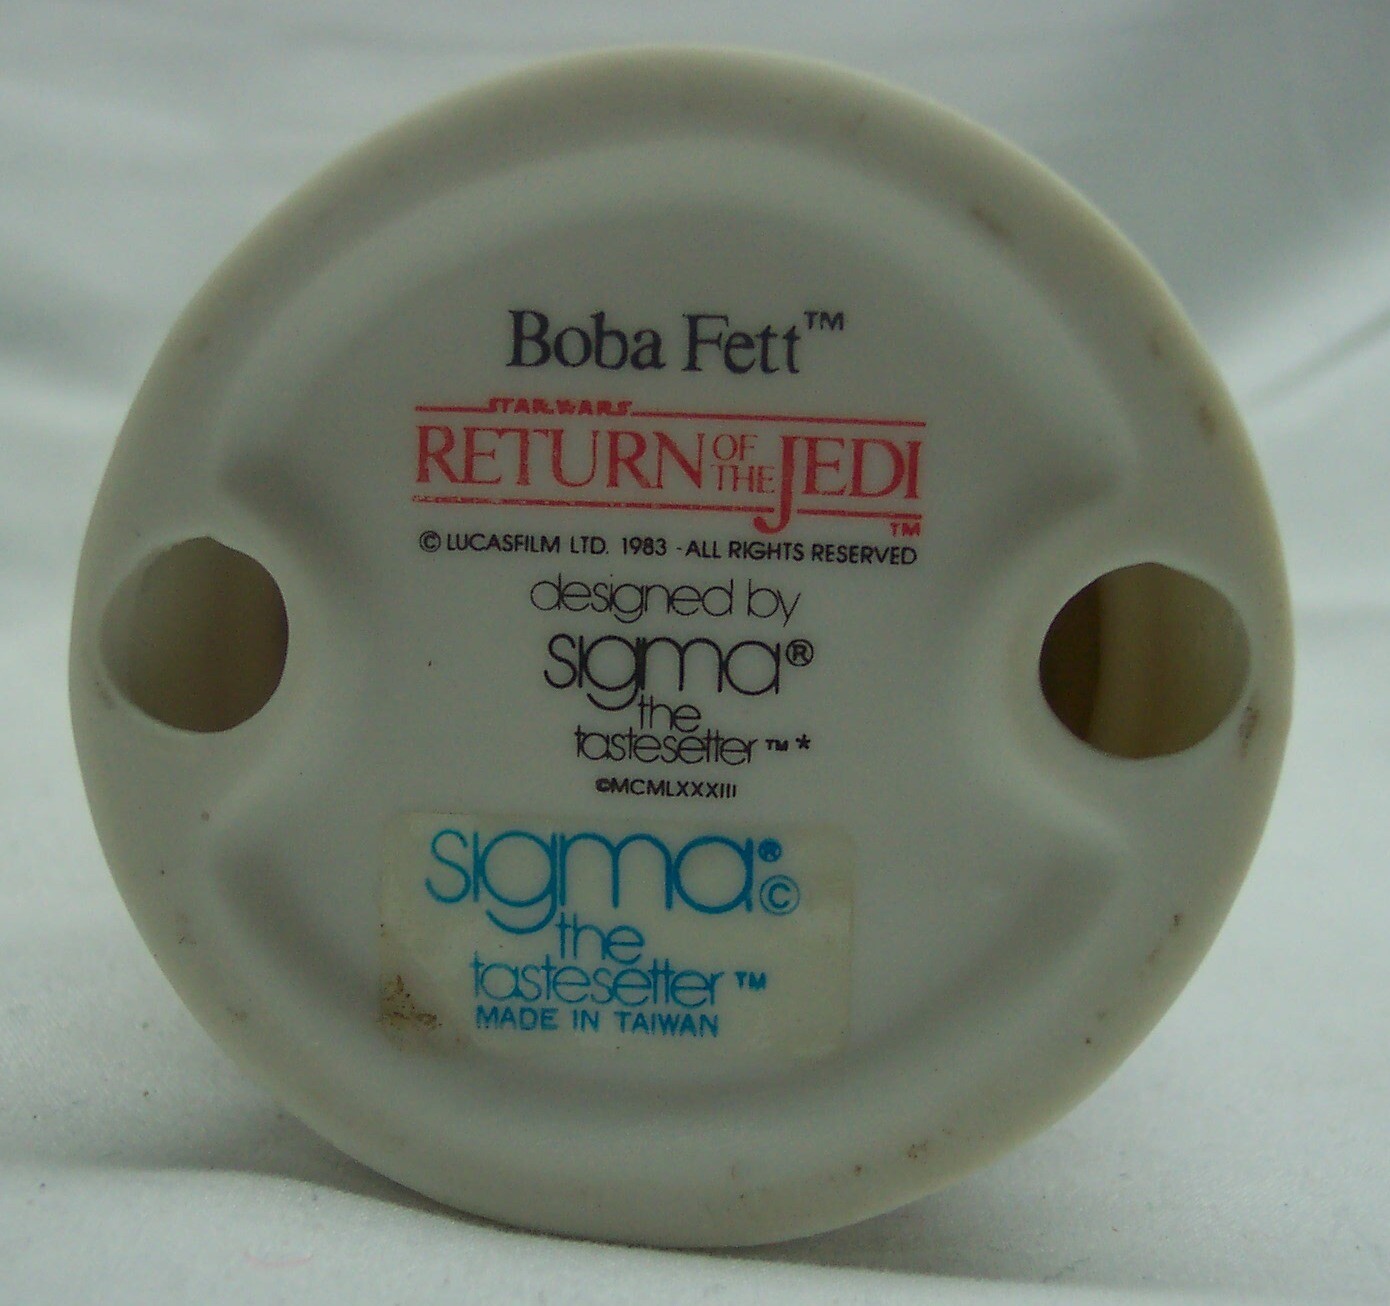 Boba Fett™
STAR WARS
RETURN OF THE JEDI
™
© LUCASFILM LTD. 1983 - ALL RIGHTS RESERVED
designed by
sigma®
the
tastesetter™*
©MCMLXXXIII
sigma®©
the
tastesetter™
MADE IN TAIWAN